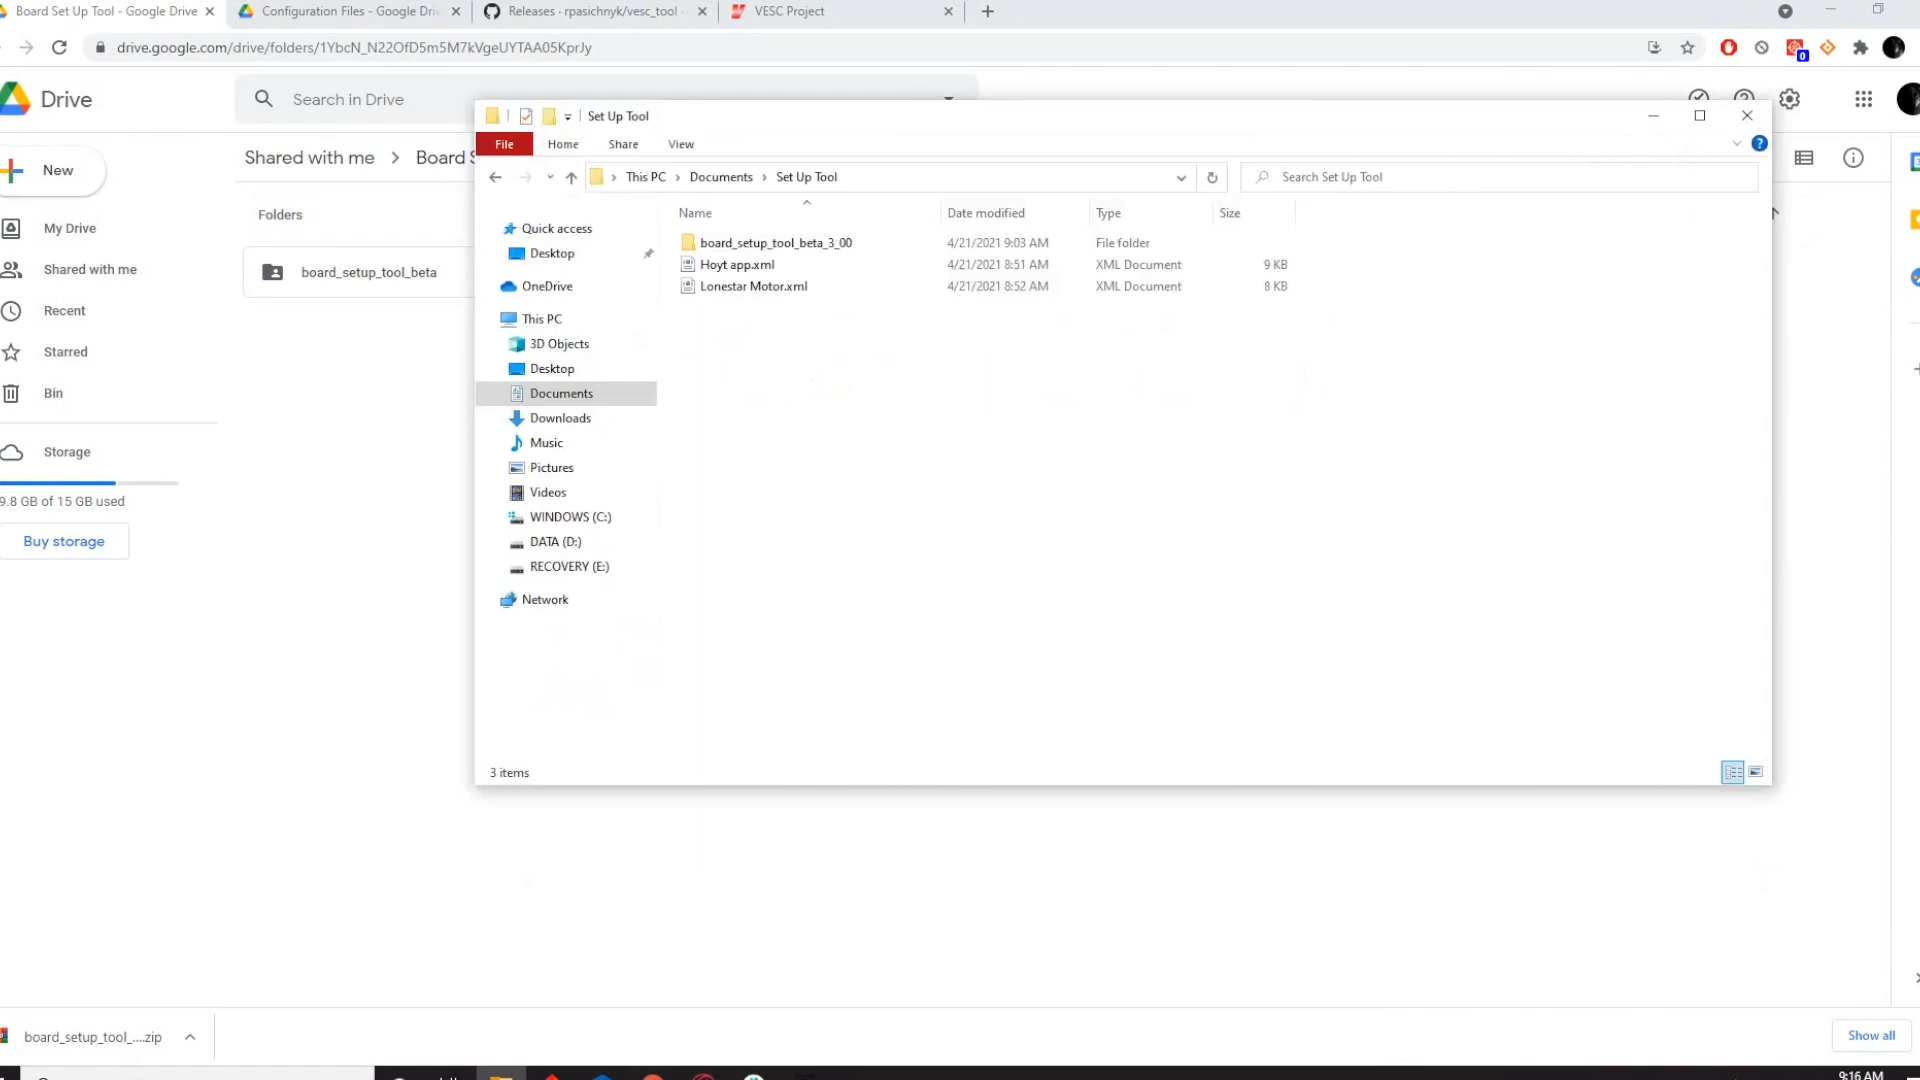 Board Set Up Tool - Google Drive
Configuration Files - Google Driv
Releases · rpasichnyk/vesc_tool ·
VESC Project
drive.google.com/drive/folders/1YbcN_N22OfD5m5M7kVgeUYTAA05KprJy
0
Drive
Search in Drive
Set Up Tool
File
Home
Share
View
?
New
Shared with me > Board S
This PC > Documents > Set Up Tool
Search Set Up Tool
Folders
board_setup_tool_beta
My Drive
Shared with me
Recent
Starred
Bin
Storage
9.8 GB of 15 GB used
Buy storage
Quick access
Desktop
OneDrive
This PC
3D Objects
Desktop
Documents
Downloads
Music
Pictures
Videos
WINDOWS (C:)
DATA (D:)
RECOVERY (E:)
Network
Name Date modified Type Size
board_setup_tool_beta_3_00 4/21/2021 9:03 AM File folder
Hoyt app.xml 4/21/2021 8:51 AM XML Document 9 KB
Lonestar Motor.xml 4/21/2021 8:52 AM XML Document 8 KB
3 items
board_setup_tool_....zip
Show all
9:16 AM